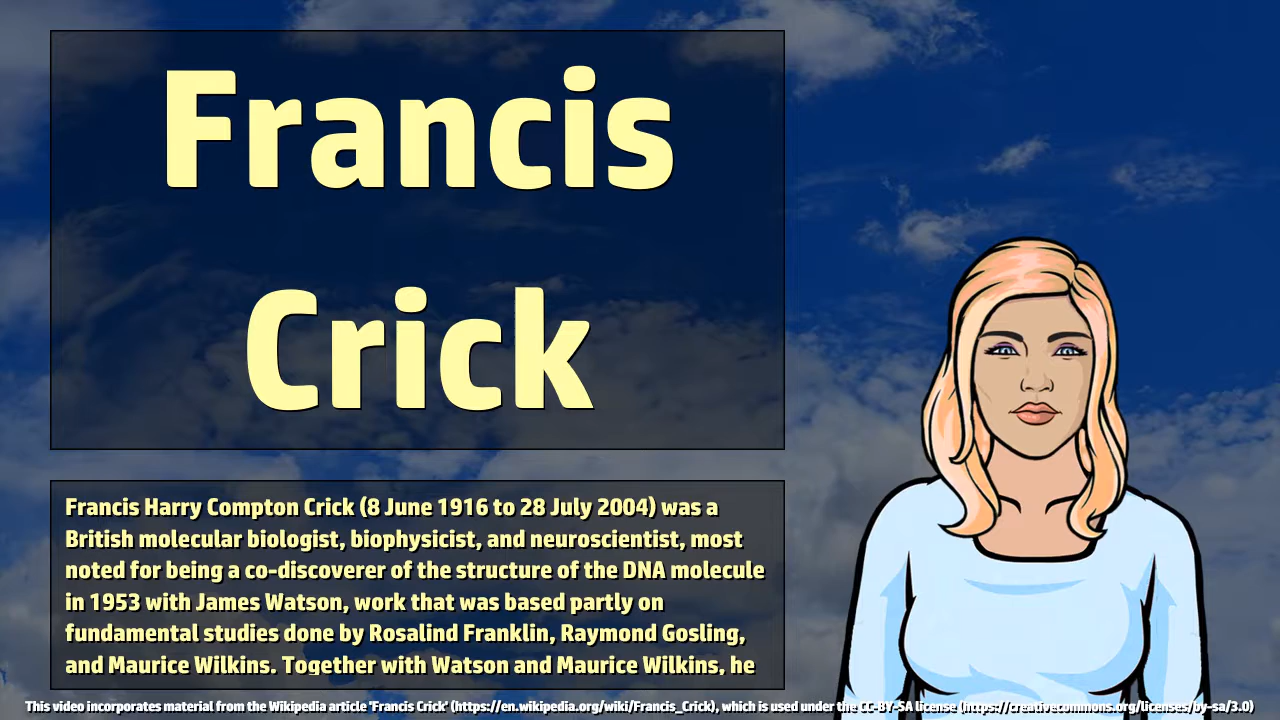 Francis
Crick
Francis Harry Compton Crick (8 June 1916 to 28 July 2004) was a
British molecular biologist, biophysicist, and neuroscientist, most
noted for being a co-discoverer of the structure of the DNA molecule
in 1953 with James Watson, work that was based partly on
fundamental studies done by Rosalind Franklin, Raymond Gosling,
and Maurice Wilkins. Together with Watson and Maurice Wilkins, he
This video incorporates material from the Wikipedia article 'Francis Crick' (https://en.wikipedia.org/wiki/Francis_Crick), which is used under the CC-BY-SA license (https://creativecommons.org/licenses/by-sa/3.0)